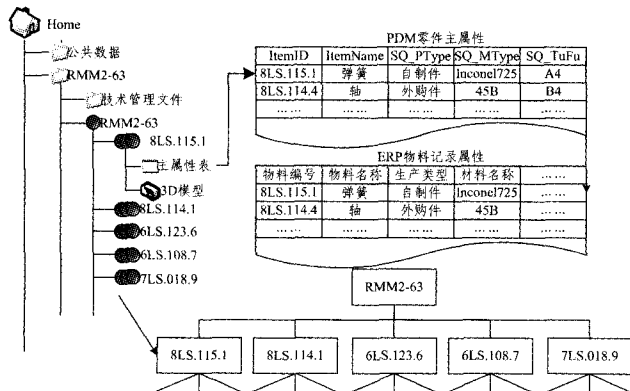 Home
公共数据
RMM2-63
技术管理文件
RMM2-63
8LS.115.1
主属性表
3D模型
8LS.114.1
6LS.123.6
6LS.108.7
7LS.018.9
PDM零件主属性
ItemID ItemName SQ_PType SQ_MType SQ_TuFu
8LS.115.1 弹簧 自制件 Inconel725 A4
8LS.114.4 轴 外购件 45B B4
…… …… …… …… ……
ERP物料记录属性
物料编号 物料名称 生产类型 材料名称 ……
8LS.115.1 弹簧 自制件 Inconel725 ……
8LS.114.4 轴 外购件 45B ……
…… …… …… …… ……
RMM2-63
8LS.115.1 8LS.114.1 6LS.123.6 6LS.108.7 7LS.018.9